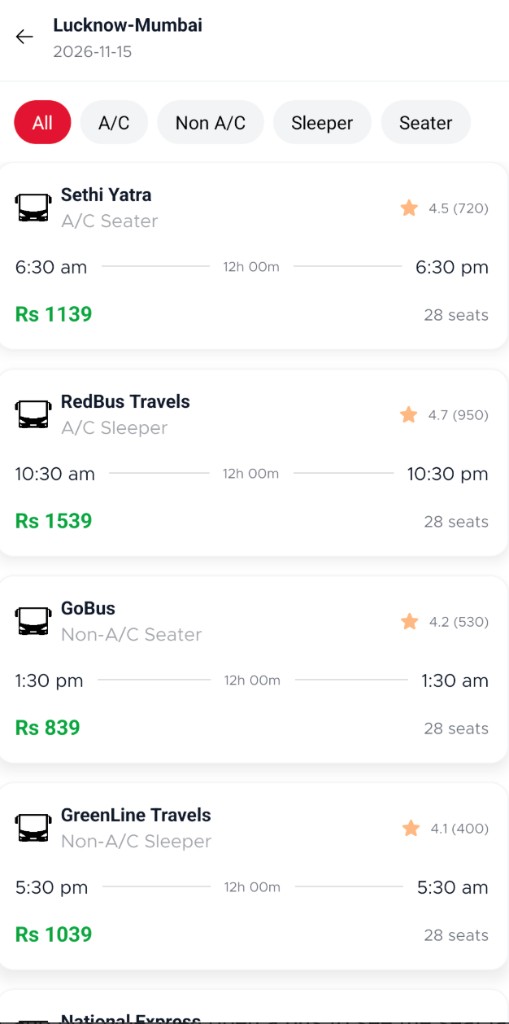 Lucknow-Mumbai
2026-11-15
All A/C Non A/C Sleeper Seater
Sethi Yatra
4.5 (720)
A/C Seater
6:30 am 12h 00m 6:30 pm
Rs 1139 28 seats
RedBus Travels
4.7 (950)
A/C Sleeper
10:30 am 12h 00m 10:30 pm
Rs 1539 28 seats
GoBus
4.2 (530)
Non-A/C Seater
1:30 pm 12h 00m 1:30 am
Rs 839 28 seats
GreenLine Travels
4.1 (400)
Non-A/C Sleeper
5:30 pm 12h 00m 5:30 am
Rs 1039 28 seats
National Express